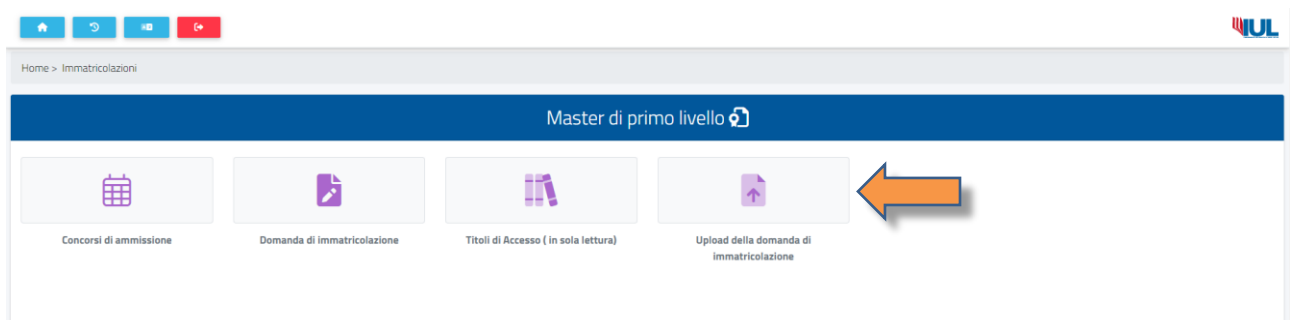 IUL
Home > Immatricolazioni
Master di primo livello
Concorsi di ammissione
Domanda di immatricolazione
Titoli di Accesso ( in sola lettura)
Upload della domanda di
immatricolazione